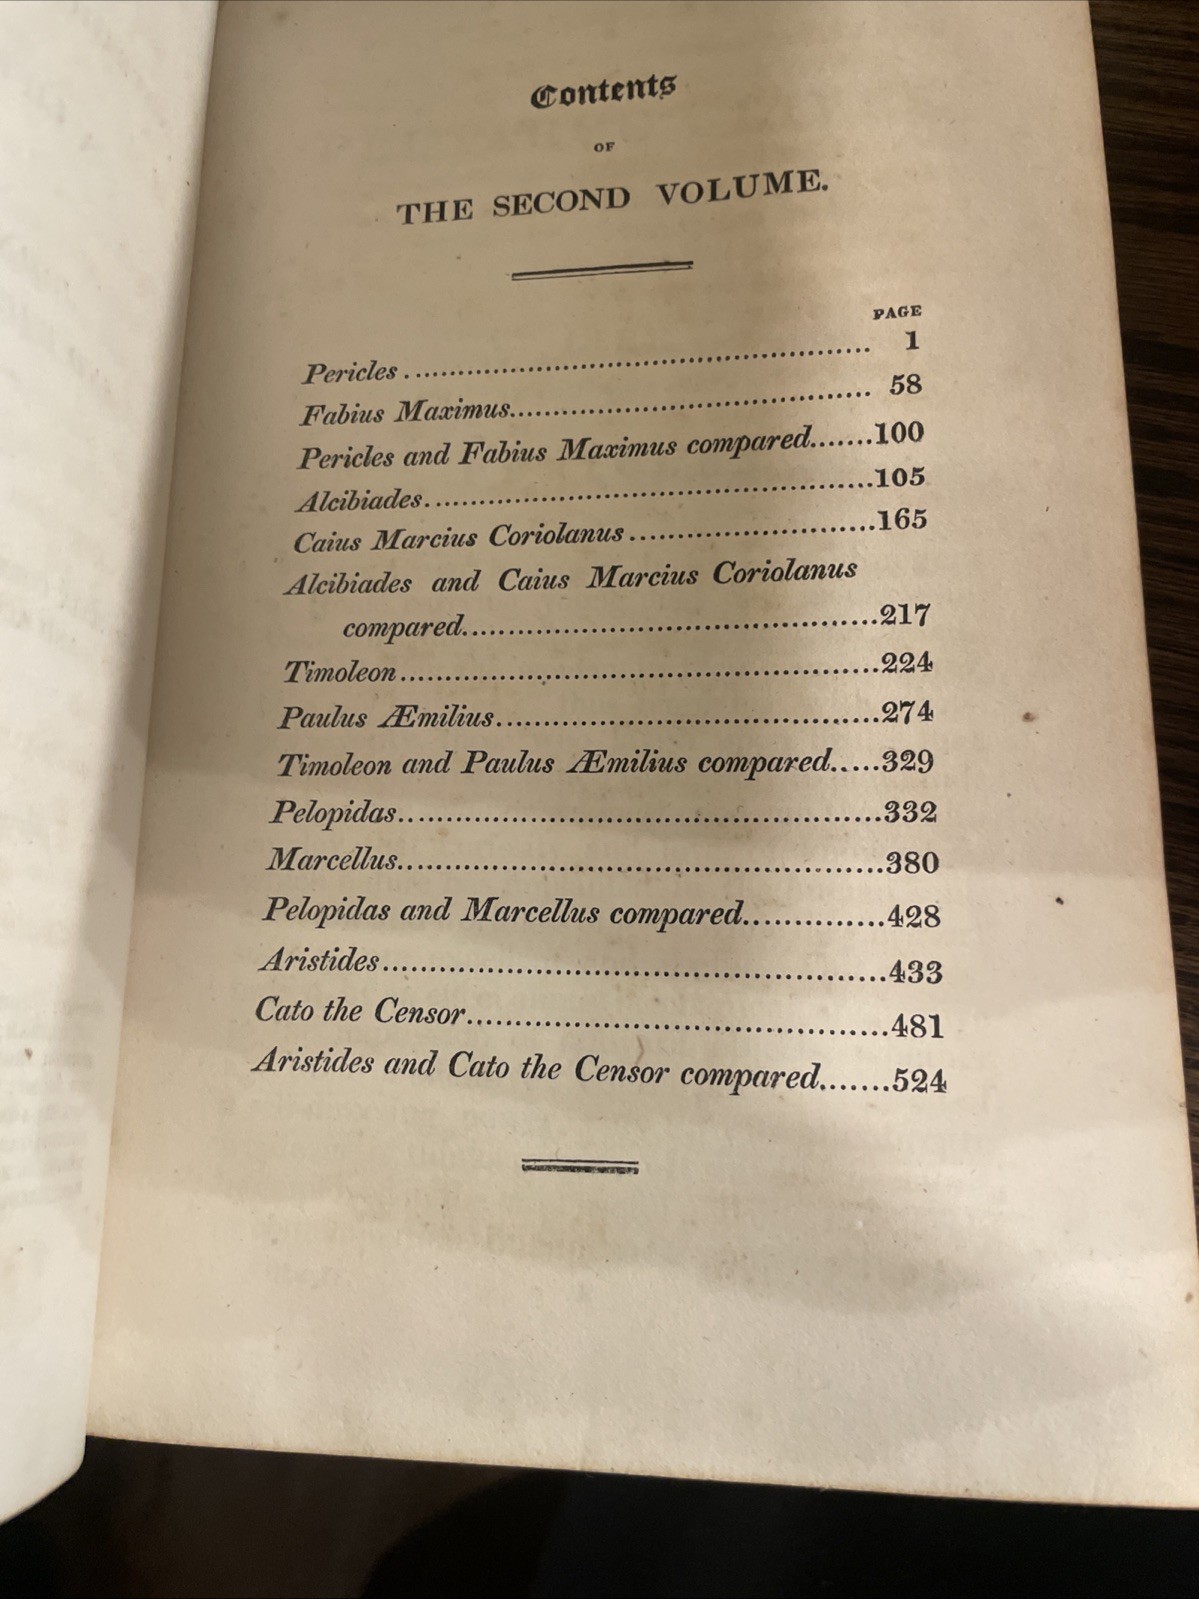 Contents
OF
THE SECOND VOLUME.
PAGE
Pericles ................................................ 1
Fabius Maximus...................................... 58
Pericles and Fabius Maximus compared.......100
Alcibiades...............................................105
Caius Marcius Coriolanus..........................165
Alcibiades and Caius Marcius Coriolanus
compared...........................................217
Timoleon..................................................224
Paulus Æmilius........................................274
Timoleon and Paulus Æmilius compared.....329
Pelopidas..................................................332
Marcellus..................................................380
Pelopidas and Marcellus compared..............428
Aristides....................................................433
Cato the Censor...........................................481
Aristides and Cato the Censor compared.......524